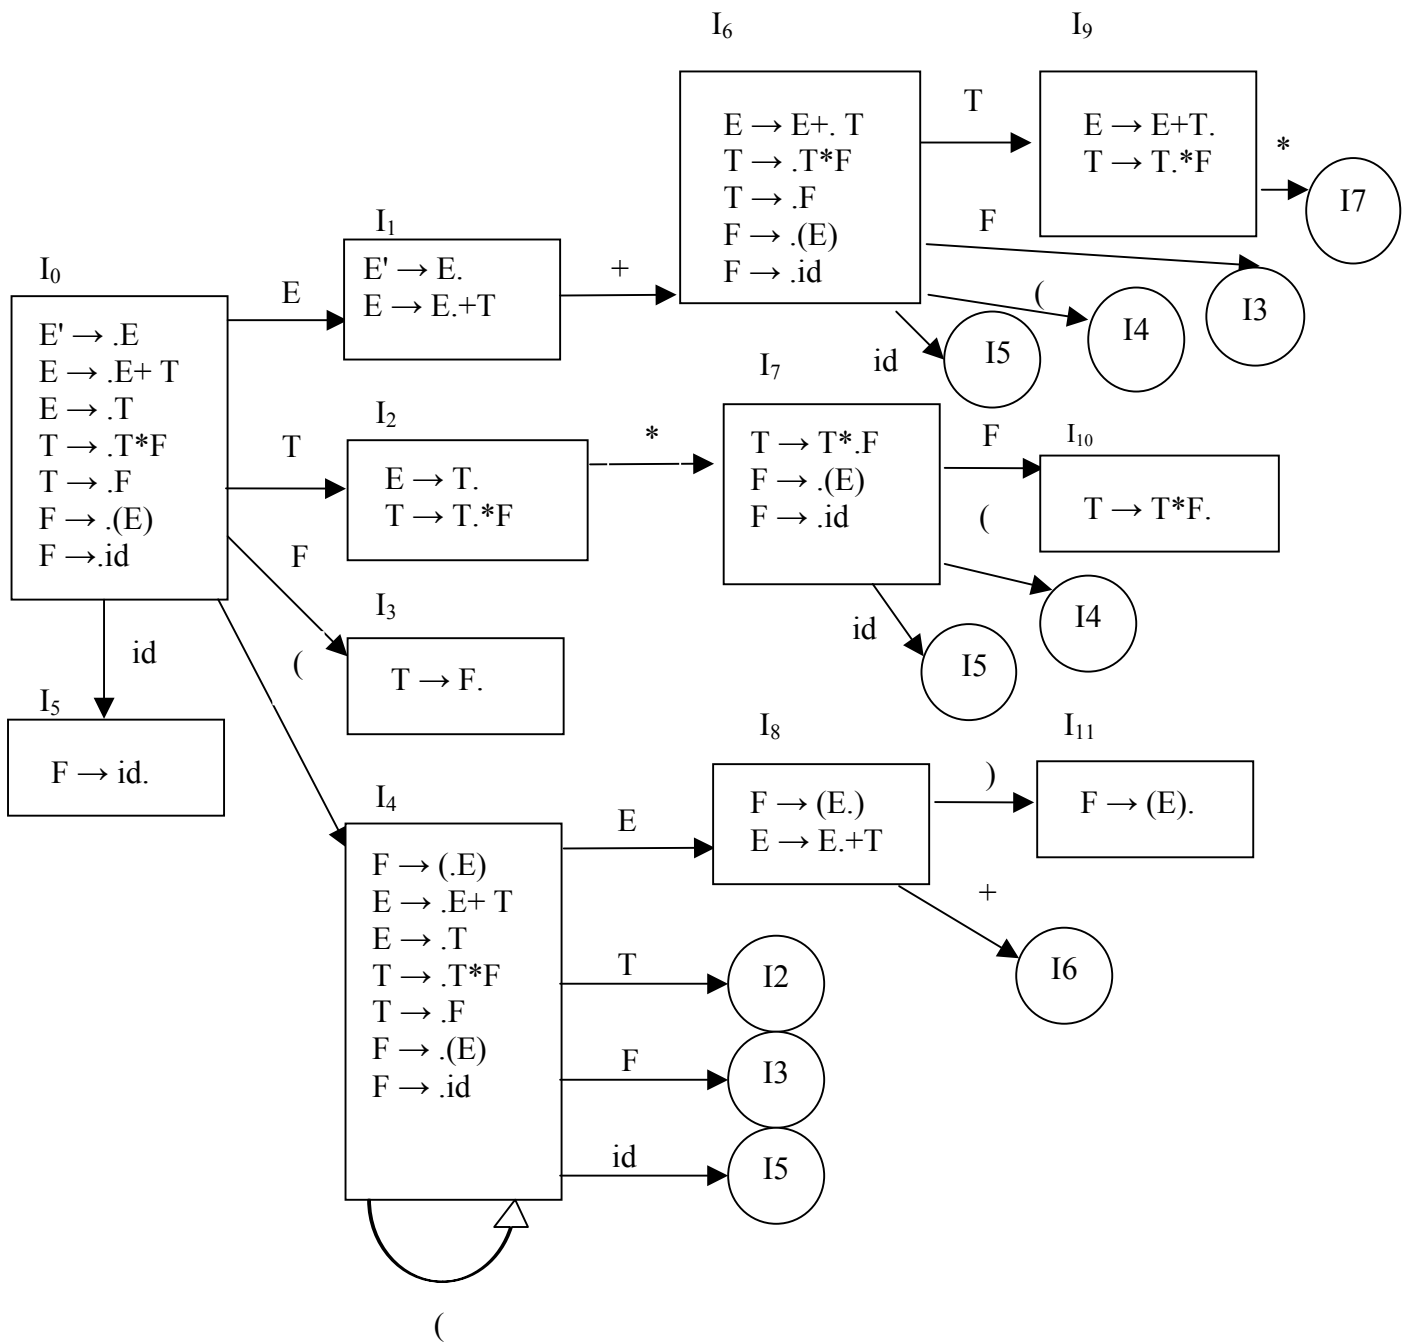 I₀
E' → .E
E → .E+ T
E → .T
T → .T*F
T → .F
F → .(E)
F →.id
E
T
F
(
id
I₁
E' → E.
E → E.+T
+
I₂
E → T.
T → T.*F
*
I₃
T → F.
I₄
F → (.E)
E → .E+ T
E → .T
T → .T*F
T → .F
F → .(E)
F → .id
E
T
I2
F
I3
id
I5
(
I₅
F → id.
I₆
E → E+. T
T → .T*F
T → .F
F → .(E)
F → .id
T
F
I3
(
I4
id
I5
I₇
T → T*.F
F → .(E)
F → .id
F
(
I4
id
I5
I₈
F → (E.)
E → E.+T
)
+
I6
I₉
E → E+T.
T → T.*F
*
I7
I₁₀
T → T*F.
I₁₁
F → (E).